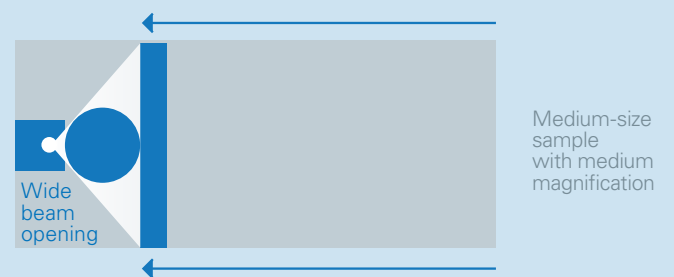 Wide
beam
opening
Medium-size
sample
with medium
magnification